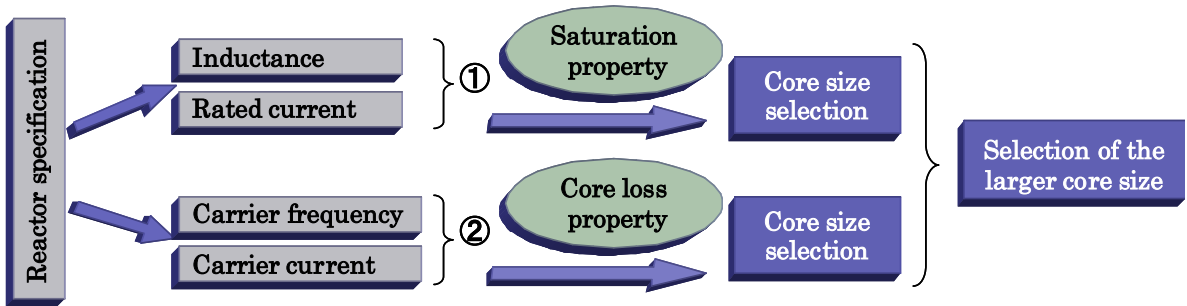 Reactor specification
Inductance
Rated current
①
Saturation
property
Core size
selection
Carrier frequency
Carrier current
②
Core loss
property
Core size
selection
Selection of the
larger core size